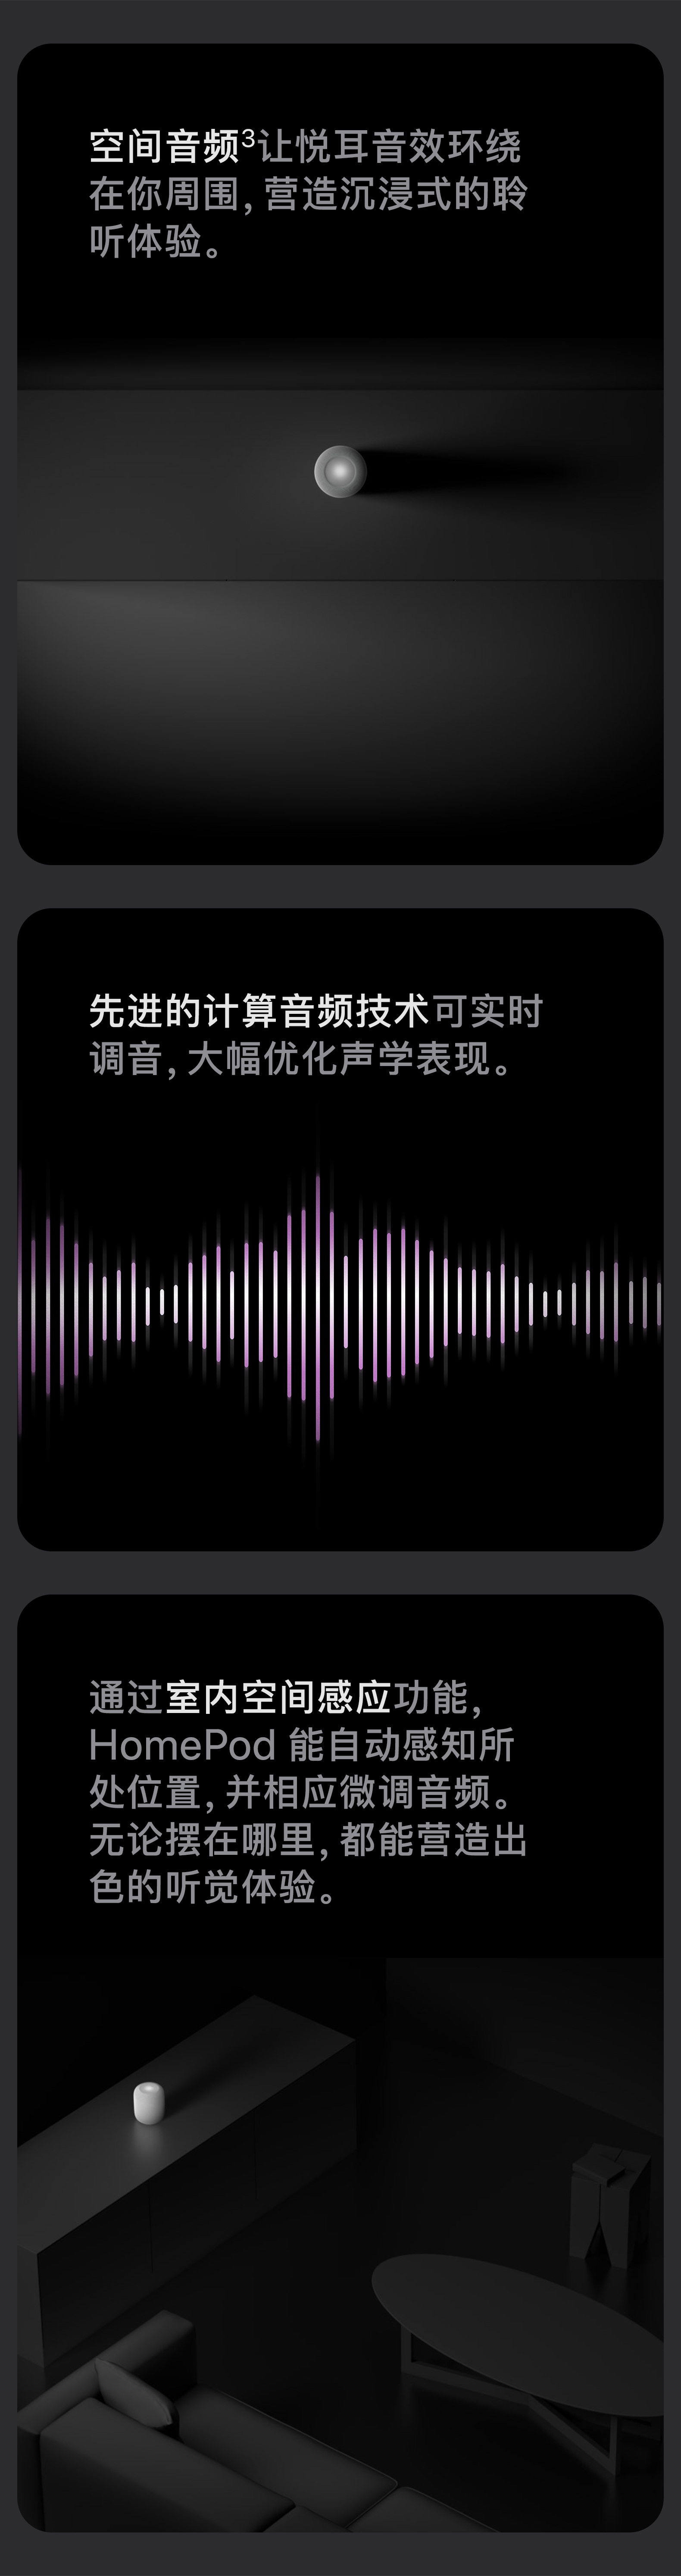 空间音频³让悦耳音效环绕
在你周围，营造沉浸式的聆
听体验。
先进的计算音频技术可实时
调音，大幅优化声学表现。
通过室内空间感应功能，
HomePod 能自动感知所
处位置，并相应微调音频。
无论摆在哪里，都能营造出
色的听觉体验。